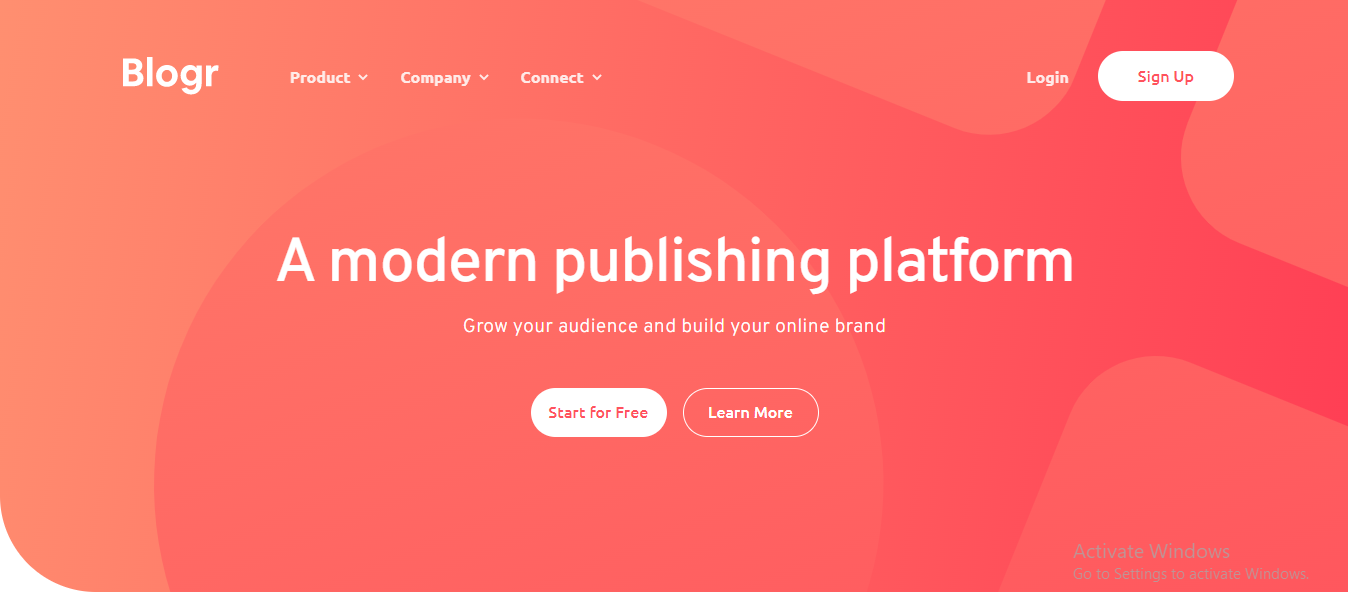 Blogr Product Company Connect Login Sign Up
A modern publishing platform
Grow your audience and build your online brand
Start for Free Learn More
Activate Windows
Go to Settings to activate Windows.